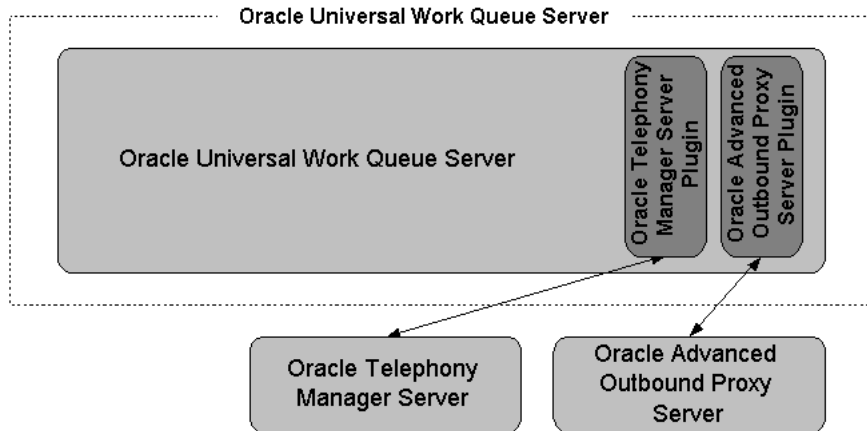 Oracle Universal Work Queue Server
Oracle Universal Work Queue Server
Oracle Telephony
Manager Server
Plugin
Oracle Advanced
Outbound Proxy
Server Plugin
Oracle Telephony
Manager Server
Oracle Advanced
Outbound Proxy
Server